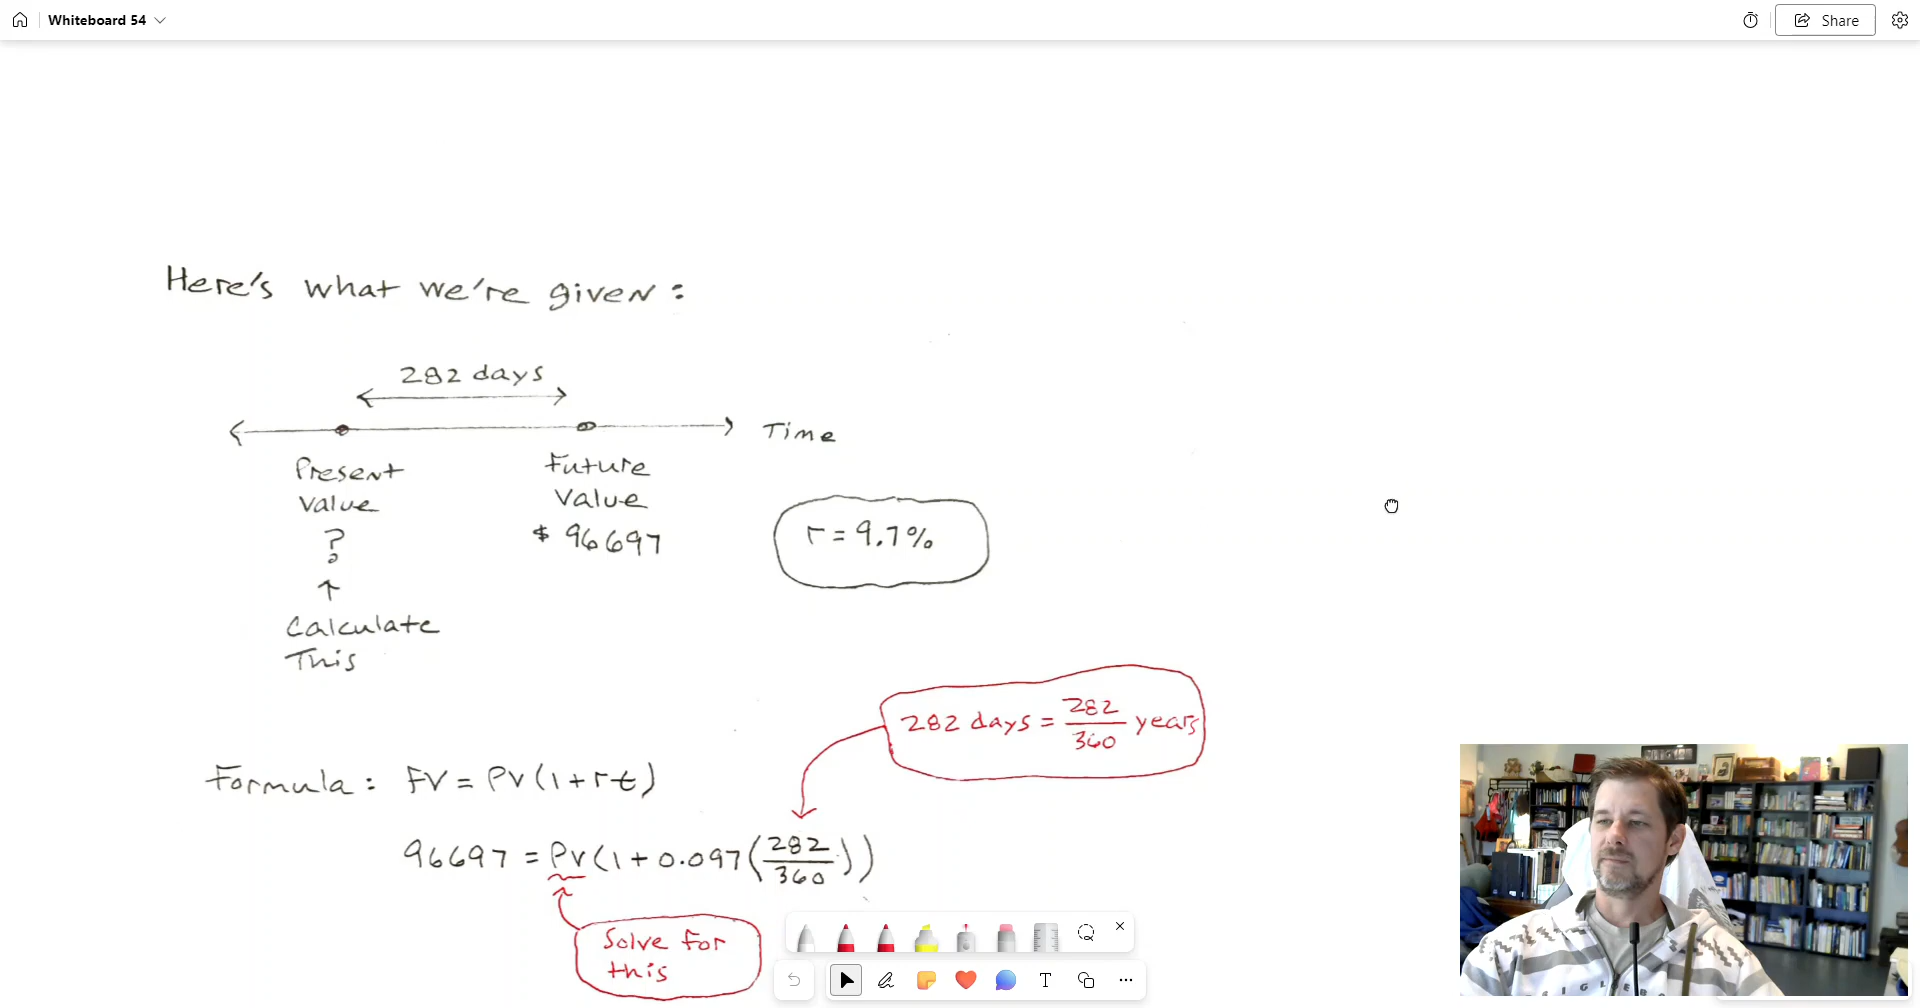 Whiteboard 54
Share
Here's what we're given:
282 days
Time
Present
Value
?
Calculate
This
Future
Value
$ 96697
r = 9.7%
282 days = 282/360 years
Formula: FV = PV(1+rt)
96697 = PV(1+0.097(282/360))
Solve for
this
T